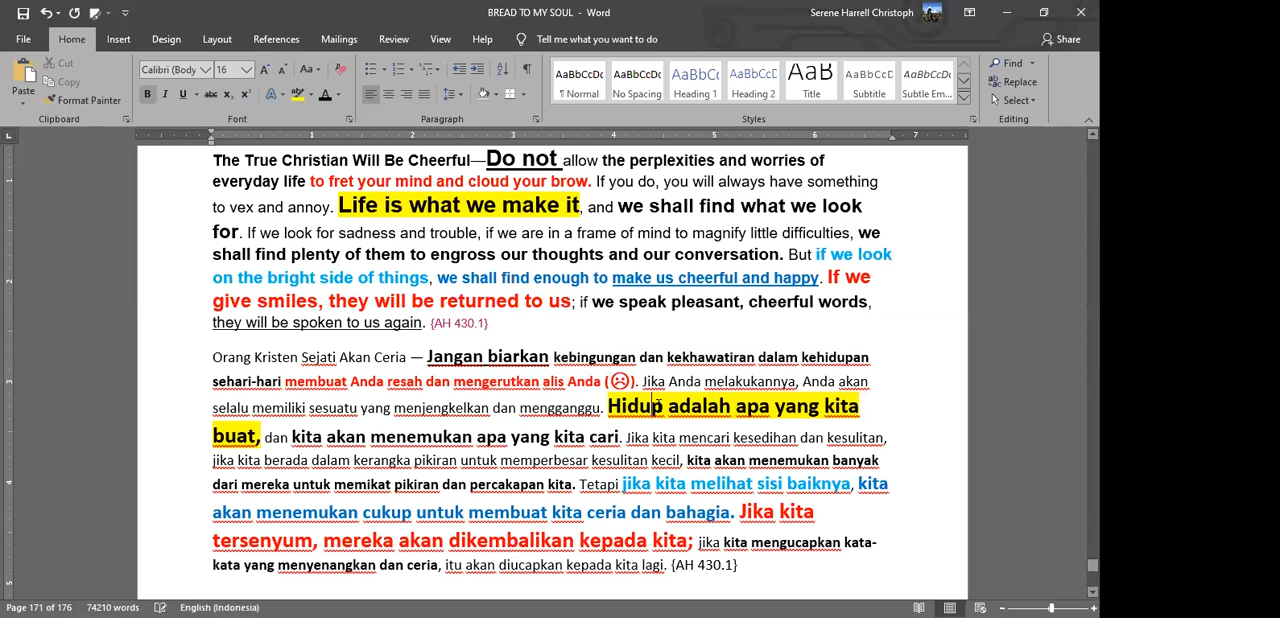 BREAD TO MY SOUL - Word
Serene Harrell Christoph
File Home Insert Design Layout References Mailings Review View Help Tell me what you want to do Share
Paste Cut Copy Format Painter
Clipboard
Calibri (Body 16 Aa
B I U abc x₂ x² A A
Font
Paragraph
AaBbCcDc AaBbCcDc AaBbCc AaBbCcD AaB AaBbCcD AaBbCcDc
¶ Normal No Spacing Heading 1 Heading 2 Title Subtitle Subtle Em...
Styles
Find Replace Select
Editing
1 2 3 4 5 6 7
The True Christian Will Be Cheerful—Do not allow the perplexities and worries of
everyday life to fret your mind and cloud your brow. If you do, you will always have something
to vex and annoy. Life is what we make it, and we shall find what we look
for. If we look for sadness and trouble, if we are in a frame of mind to magnify little difficulties, we
shall find plenty of them to engross our thoughts and our conversation. But if we look
on the bright side of things, we shall find enough to make us cheerful and happy. If we
give smiles, they will be returned to us; if we speak pleasant, cheerful words,
they will be spoken to us again. {AH 430.1}
Orang Kristen Sejati Akan Ceria — Jangan biarkan kebingungan dan kekhawatiran dalam kehidupan
sehari-hari membuat Anda resah dan mengerutkan alis Anda (☹). Jika Anda melakukannya, Anda akan
selalu memiliki sesuatu yang menjengkelkan dan mengganggu. Hidup adalah apa yang kita
buat, dan kita akan menemukan apa yang kita cari. Jika kita mencari kesedihan dan kesulitan,
jika kita berada dalam kerangka pikiran untuk memperbesar kesulitan kecil, kita akan menemukan banyak
dari mereka untuk memikat pikiran dan percakapan kita. Tetapi jika kita melihat sisi baiknya, kita
akan menemukan cukup untuk membuat kita ceria dan bahagia. Jika kita
tersenyum, mereka akan dikembalikan kepada kita; jika kita mengucapkan kata-
kata yang menyenangkan dan ceria, itu akan diucapkan kepada kita lagi. {AH 430.1}
Page 171 of 176 74210 words English (Indonesia)